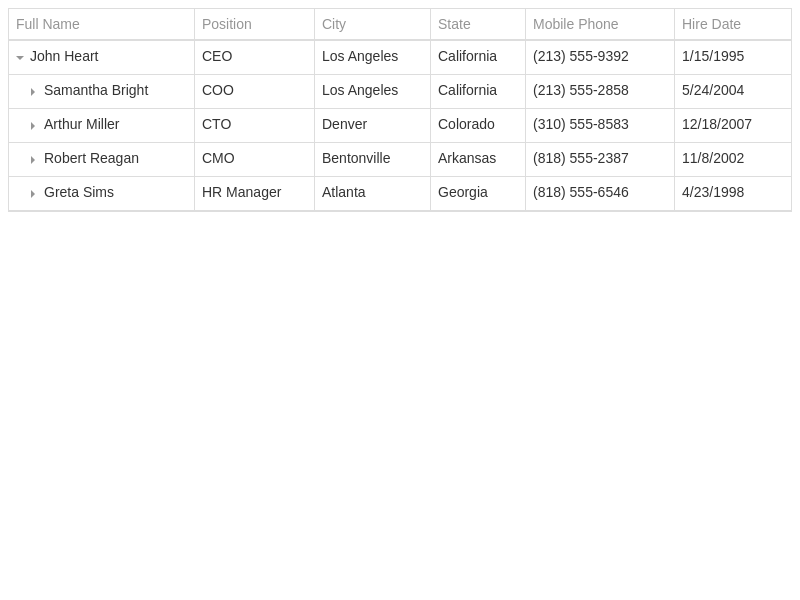 Full Name Position City State Mobile Phone Hire Date
John Heart CEO Los Angeles California (213) 555-9392 1/15/1995
Samantha Bright COO Los Angeles California (213) 555-2858 5/24/2004
Arthur Miller CTO Denver Colorado (310) 555-8583 12/18/2007
Robert Reagan CMO Bentonville Arkansas (818) 555-2387 11/8/2002
Greta Sims HR Manager Atlanta Georgia (818) 555-6546 4/23/1998